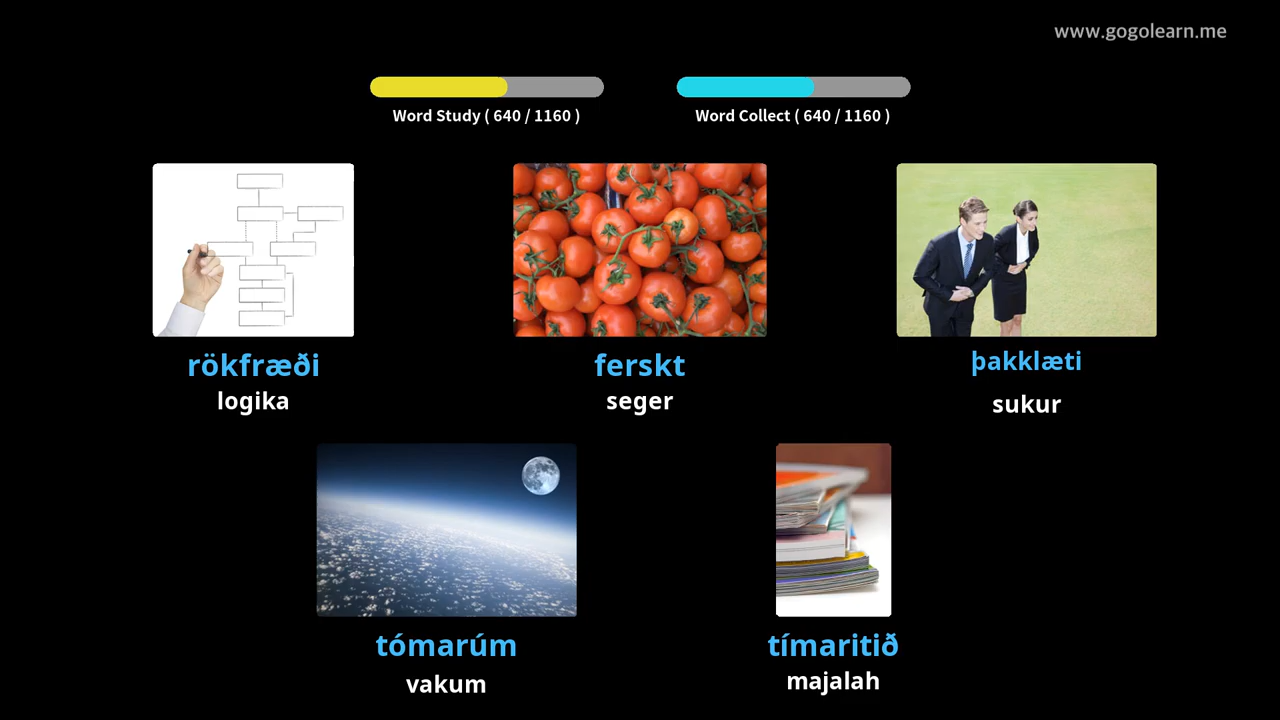 www.gogolearn.me
Word Study ( 640 / 1160 )
Word Collect ( 640 / 1160 )
rökfræði
logika
ferskt
seger
þakklæti
sukur
tómarúm
vakum
tímaritið
majalah